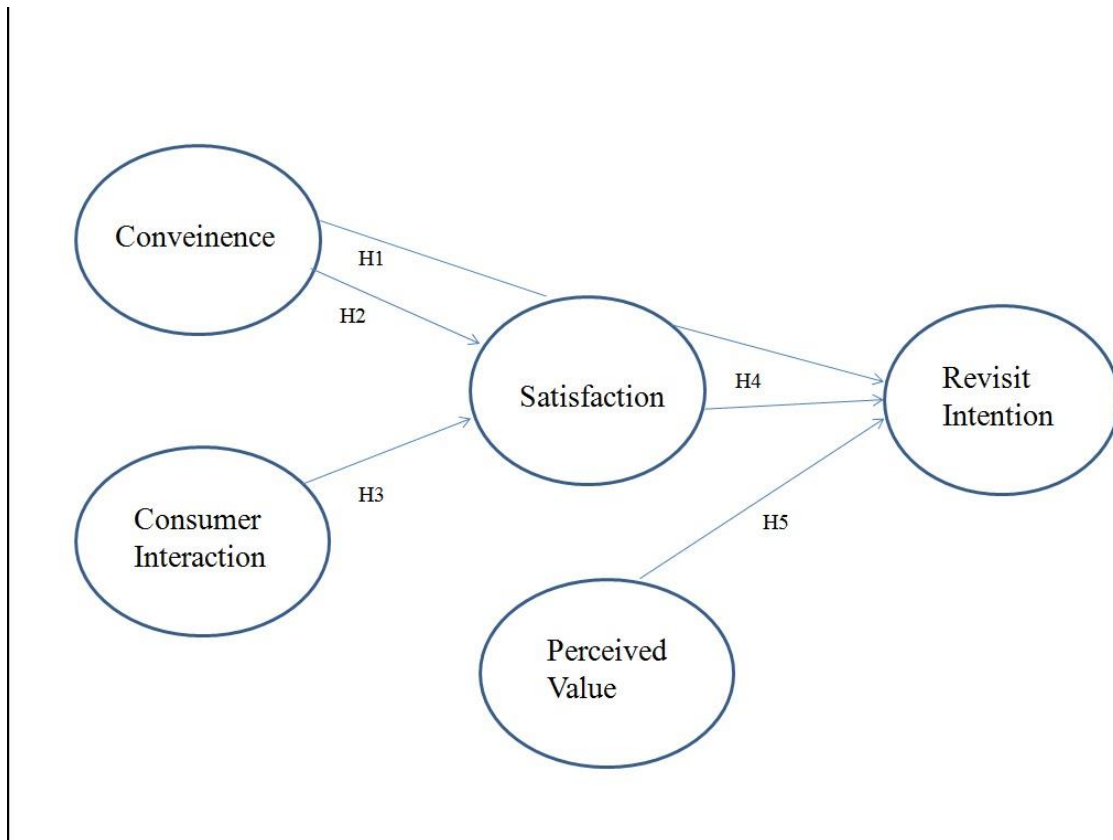 Conveinence
H1
H2
Satisfaction
H4
Revisit
Intention
H3
Consumer
Interaction
H5
Perceived
Value